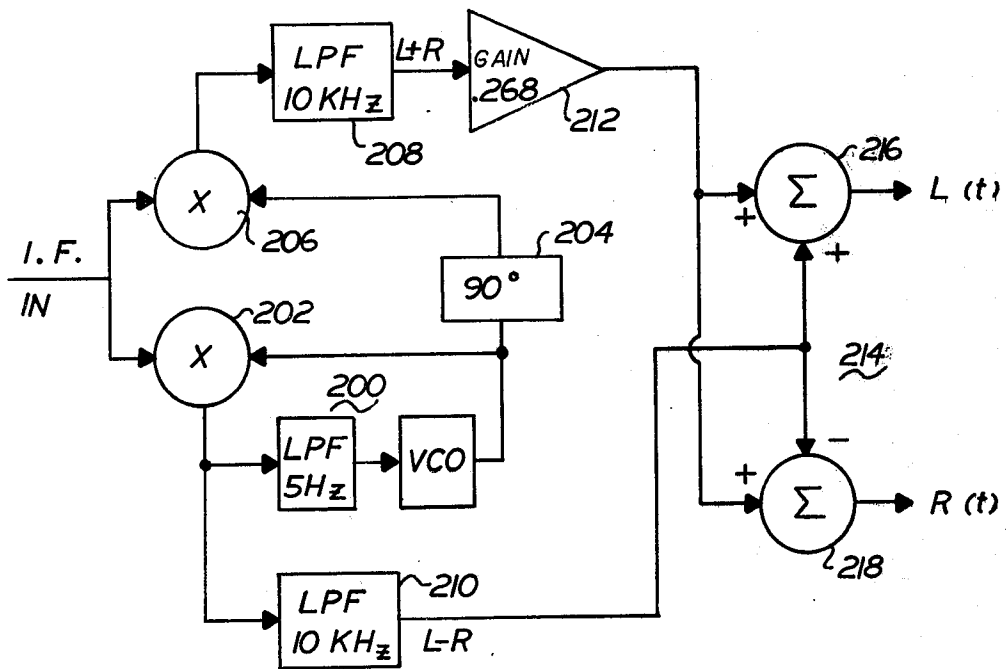 LPF
10 KHz
208
L+R
GAIN
.268
212
216
Σ
L (t)
+
+
X
206
204
90°
I. F.
IN
202
X
200
LPF
5Hz
VCO
214
−
+
Σ
R (t)
218
210
LPF
10 KHz
L-R